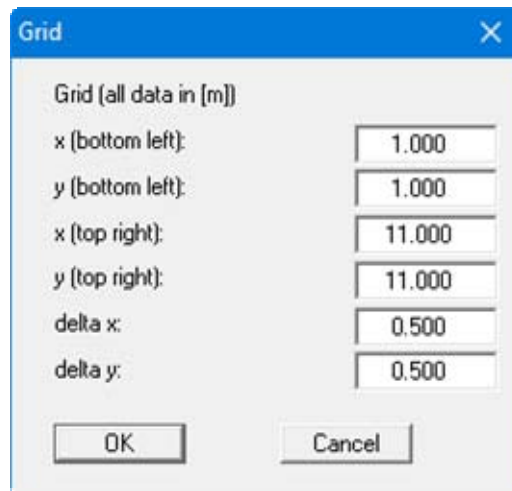 Grid
Grid (all data in [m])
x (bottom left): 1.000
y (bottom left): 1.000
x (top right): 11.000
y (top right): 11.000
delta x: 0.500
delta y: 0.500
OK Cancel